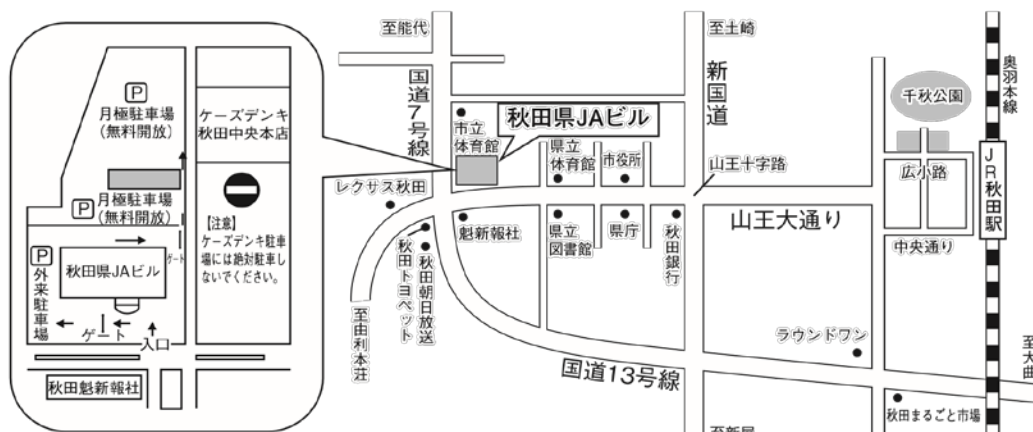 P
月極駐車場
(無料開放)
ケーズデンキ
秋田中央本店
P
月極駐車場
(無料開放)
【注意】
ケーズデンキ駐車
場には絶対駐車し
ないでください。
ゲート
P
外来駐車場
秋田県JAビル
ゲート
入口
秋田魁新報社
至能代
国道7号線
市立
体育館
秋田県JAビル
レクサス秋田
魁新報社
秋田トヨペット
秋田朝日放送
至由利本荘
県立
体育館
市役所
県立
図書館
県庁
秋田銀行
至土崎
新国道
山王十字路
山王大通り
国道13号線
ラウンドワン
千秋公園
広小路
中央通り
奥羽本線
JR秋田駅
至大曲
秋田まるごと市場
至新屋